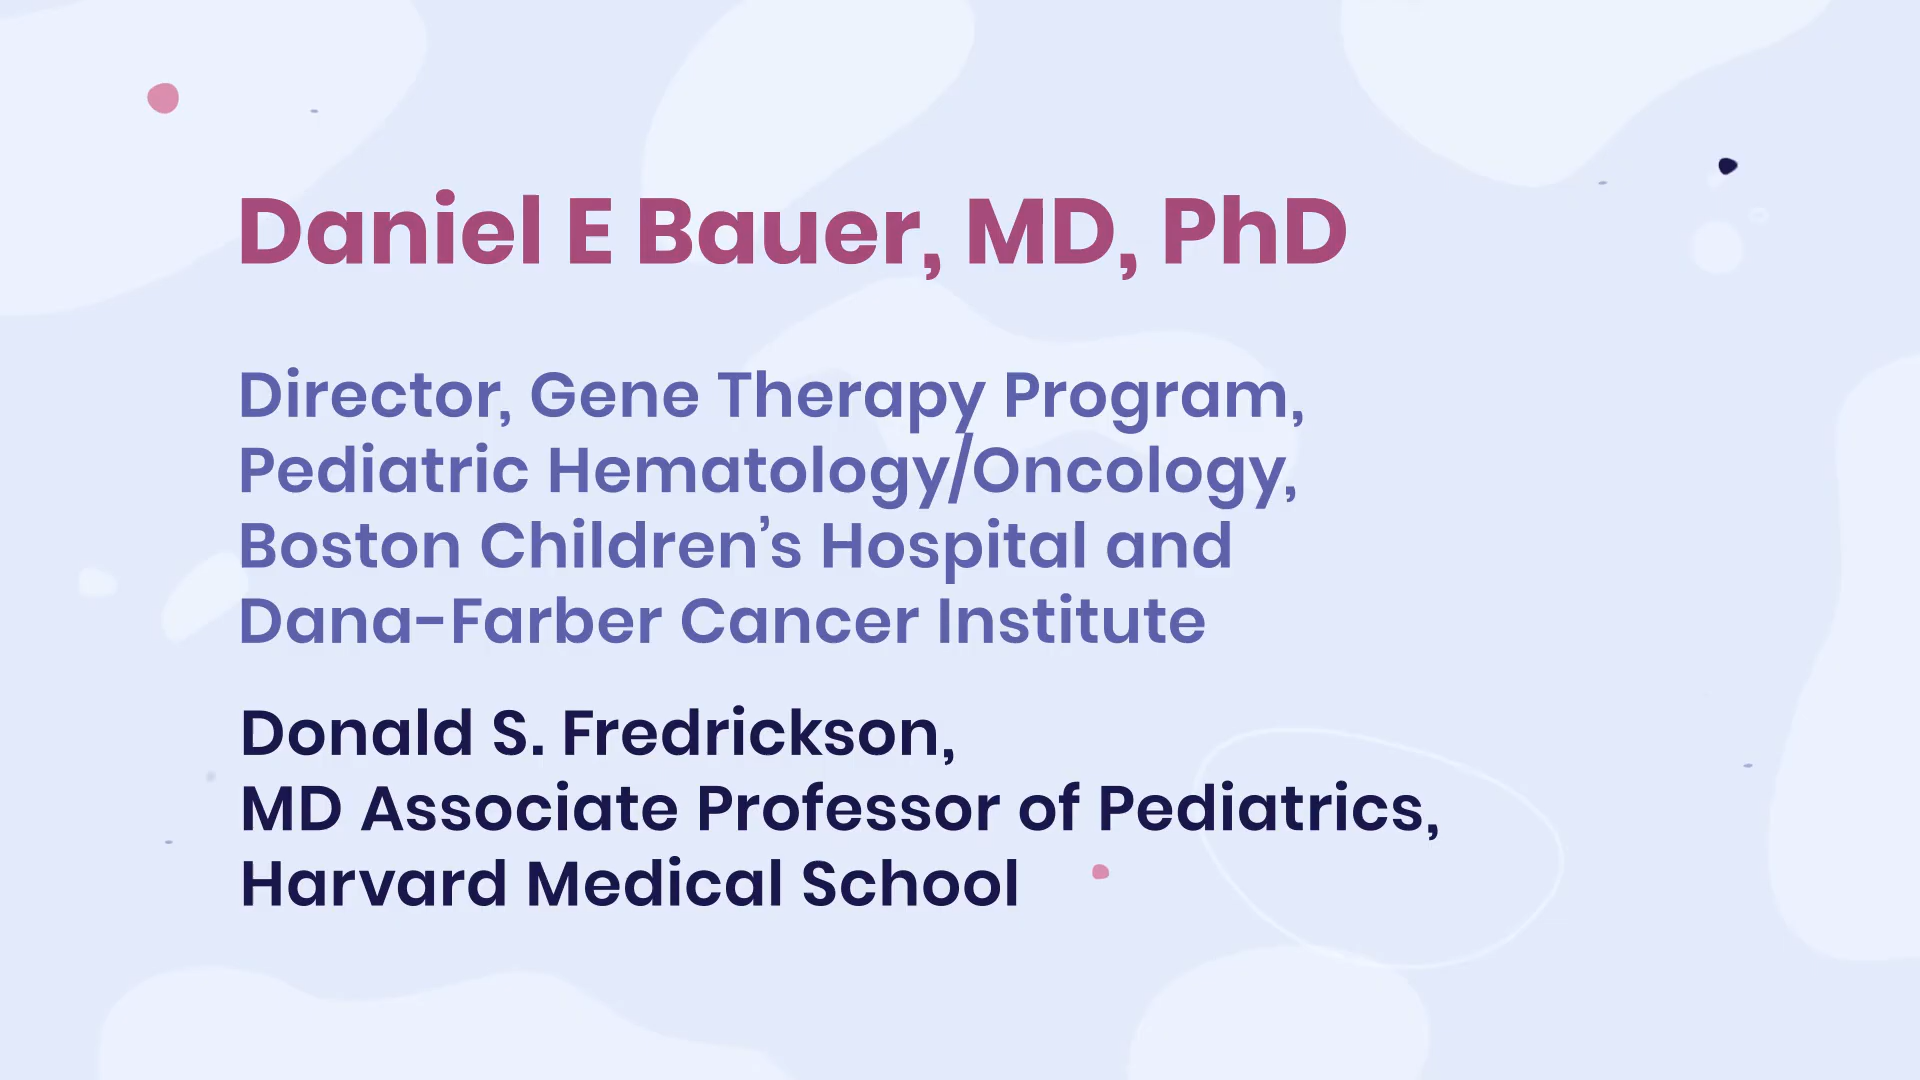 Daniel E Bauer, MD, PhD
Director, Gene Therapy Program,
Pediatric Hematology/Oncology,
Boston Children’s Hospital and
Dana-Farber Cancer Institute
Donald S. Fredrickson,
MD Associate Professor of Pediatrics,
Harvard Medical School